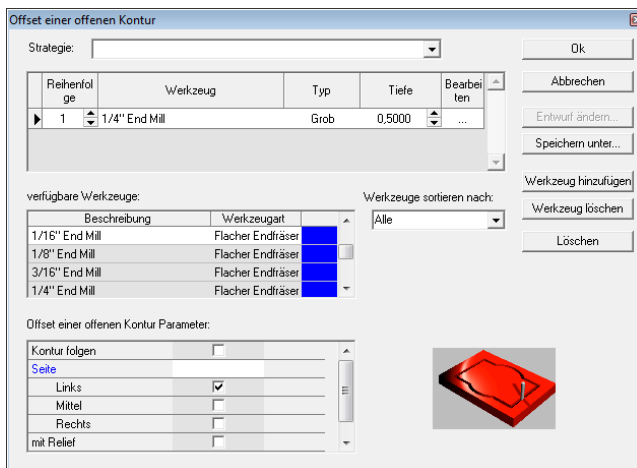 Offset einer offenen Kontur
Strategie:
Ok
Reihenfolge Werkzeug Typ Tiefe Bearbeiten
Abbrechen
1 1/4'' End Mill Grob 0,5000 ...
Entwurf ändern...
Speichern unter...
Werkzeug hinzufügen
verfügbare Werkzeuge:
Werkzeuge sortieren nach:
Werkzeug löschen
Beschreibung Werkzeugart
Alle
1/16'' End Mill Flacher Endfräser
Löschen
1/8'' End Mill Flacher Endfräser
3/16'' End Mill Flacher Endfräser
1/4'' End Mill Flacher Endfräser
Offset einer offenen Kontur Parameter:
Kontur folgen
Seite
Links
Mittel
Rechts
mit Relief